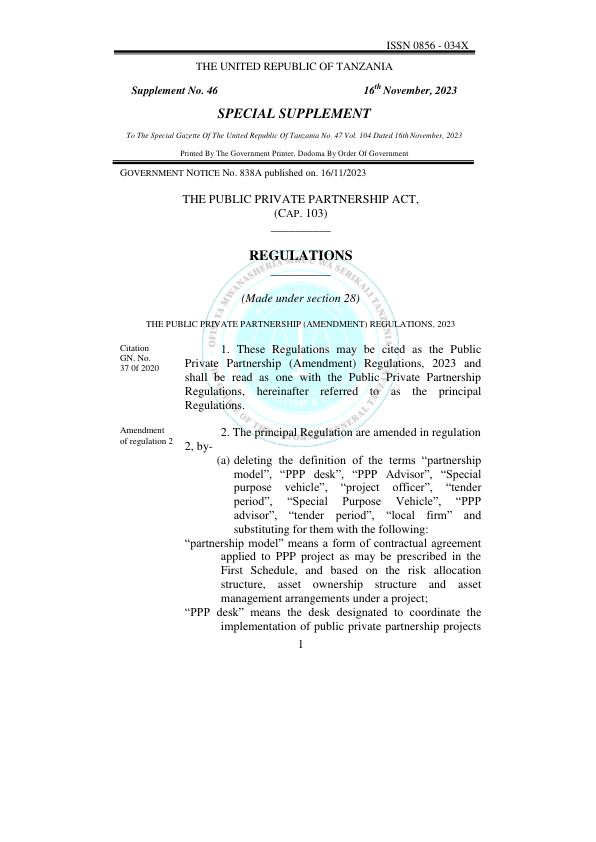 ISSN 0856 - 034X
THE UNITED REPUBLIC OF TANZANIA
Supplement No. 46 16th November, 2023
SPECIAL SUPPLEMENT
To The Special Gazette Of The United Republic Of Tanzania No. 47 Vol. 104 Dated 16th November, 2023
Printed By The Government Printer, Dodoma By Order Of Government
GOVERNMENT NOTICE No. 838A published on. 16/11/2023
THE PUBLIC PRIVATE PARTNERSHIP ACT,
(CAP. 103)
__________
REGULATIONS
__________
(Made under section 28)
THE PUBLIC PRIVATE PARTNERSHIP (AMENDMENT) REGULATIONS, 2023
Citation
GN. No.
37 0f 2020
1. These Regulations may be cited as the Public
Private Partnership (Amendment) Regulations, 2023 and
shall be read as one with the Public Private Partnership
Regulations, hereinafter referred to as the principal
Regulations.
Amendment
of regulation 2
2. The principal Regulation are amended in regulation
2, by-
(a) deleting the definition of the terms “partnership
model”, “PPP desk”, “PPP Advisor”, “Special
purpose vehicle”, “project officer”, “tender
period”, “Special Purpose Vehicle”, “PPP
advisor”, “tender period”, “local firm” and
substituting for them with the following:
“partnership model” means a form of contractual agreement
applied to PPP project as may be prescribed in the
First Schedule, and based on the risk allocation
structure, asset ownership structure and asset
management arrangements under a project;
“PPP desk” means the desk designated to coordinate the
implementation of public private partnership projects
1